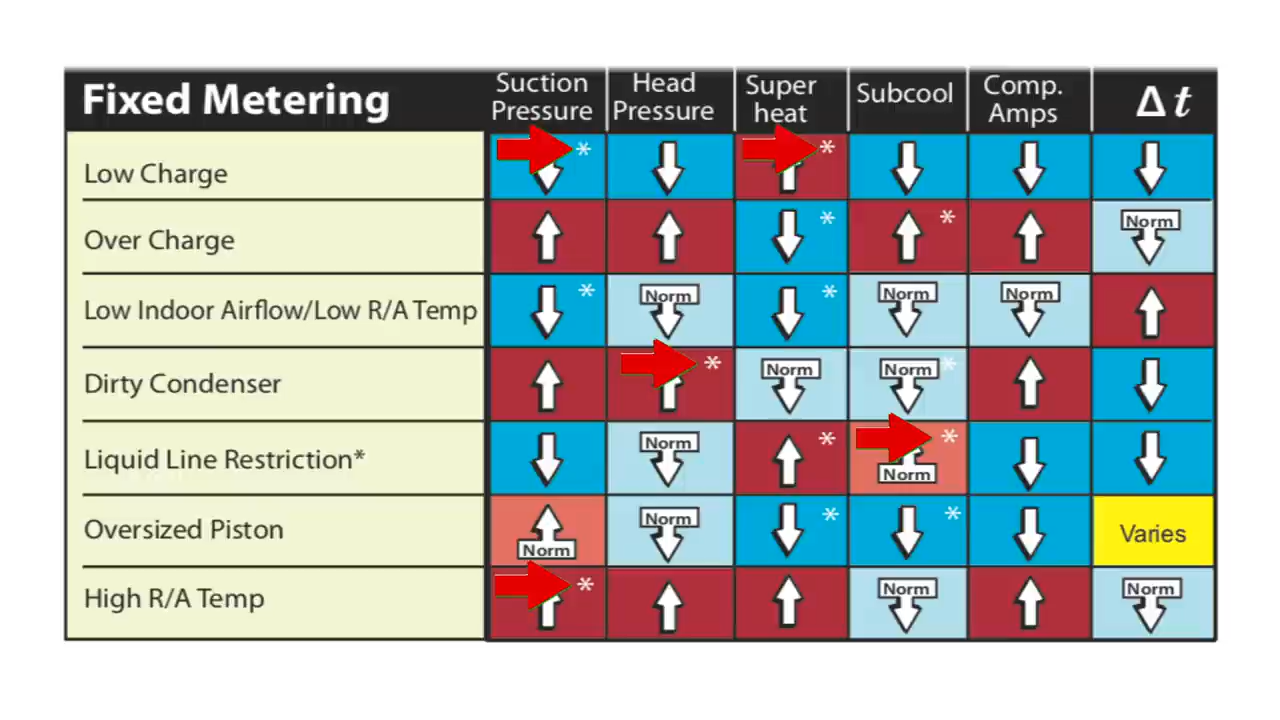 Fixed Metering
Suction Pressure
Head Pressure
Super heat
Subcool
Comp. Amps
Δ t
Low Charge
*
*
Over Charge
*
*
Norm
Low Indoor Airflow/Low R/A Temp
*
Norm
*
Norm
Norm
Dirty Condenser
*
Norm
Norm
*
Liquid Line Restriction*
Norm
*
Norm
*
Oversized Piston
Norm
Norm
*
*
Varies
High R/A Temp
*
Norm
Norm